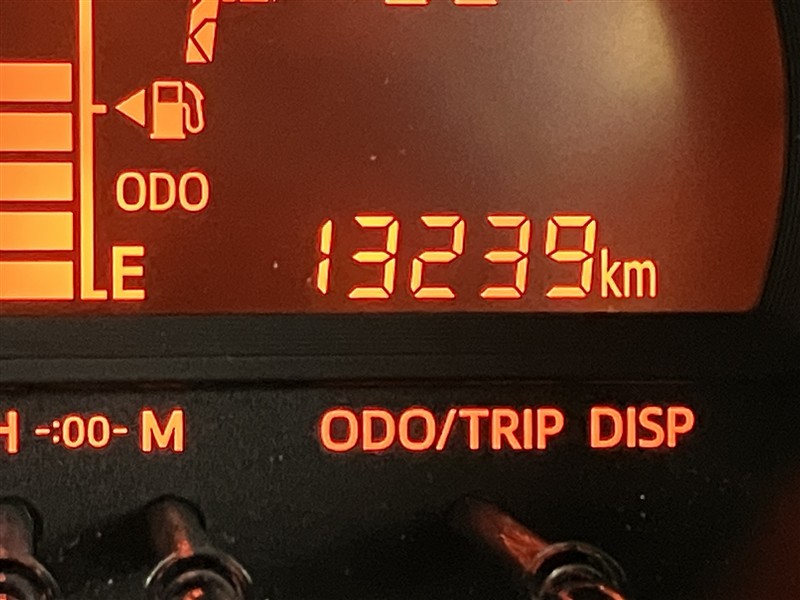 ODO
13239km
E
H -:00- M
ODO/TRIP DISP